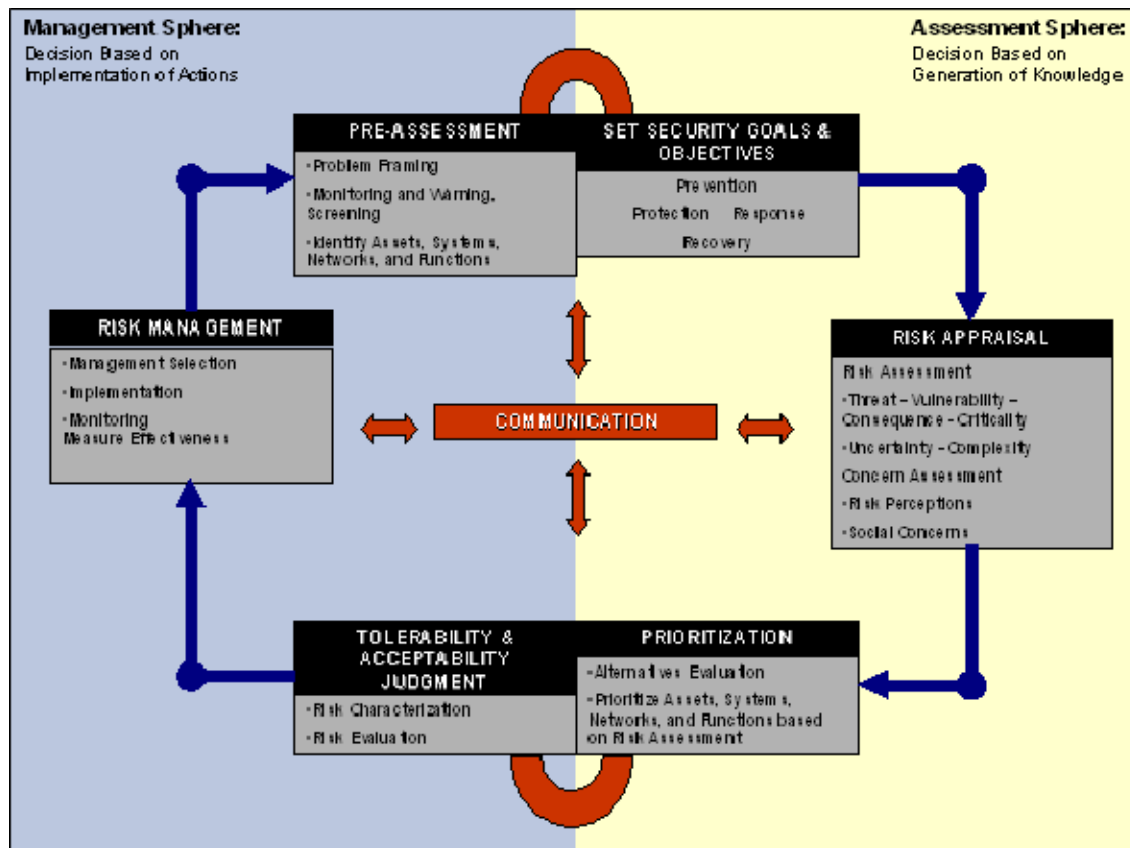 Management Sphere:
Decision Based on
Implementation of Actions
Assessment Sphere:
Decision Based on
Generation of Knowledge
PRE-ASSESSMENT
•Problem Framing
•Monitoring and Warning,
Screening
•Identify Assets, Systems,
Networks, and Functions
SET SECURITY GOALS &
OBJECTIVES
Prevention
Protection Response
Recovery
RISK MANAGEMENT
•Management Selection
•Implementation
•Monitoring
Measure Effectiveness
COMMUNICATION
RISK APPRAISAL
Risk Assessment
•Threat – Vulnerability –
Consequence - Criticality
•Uncertainty – Complexity
Concern Assessment
•Risk Perceptions
•Social Concerns
TOLERABILITY &
ACCEPTABILITY
JUDGMENT
•Risk Characterization
•Risk Evaluation
PRIORITIZATION
•Alternatives Evaluation
•Prioritize Assets, Systems,
Networks, and Functions based
on Risk Assessment